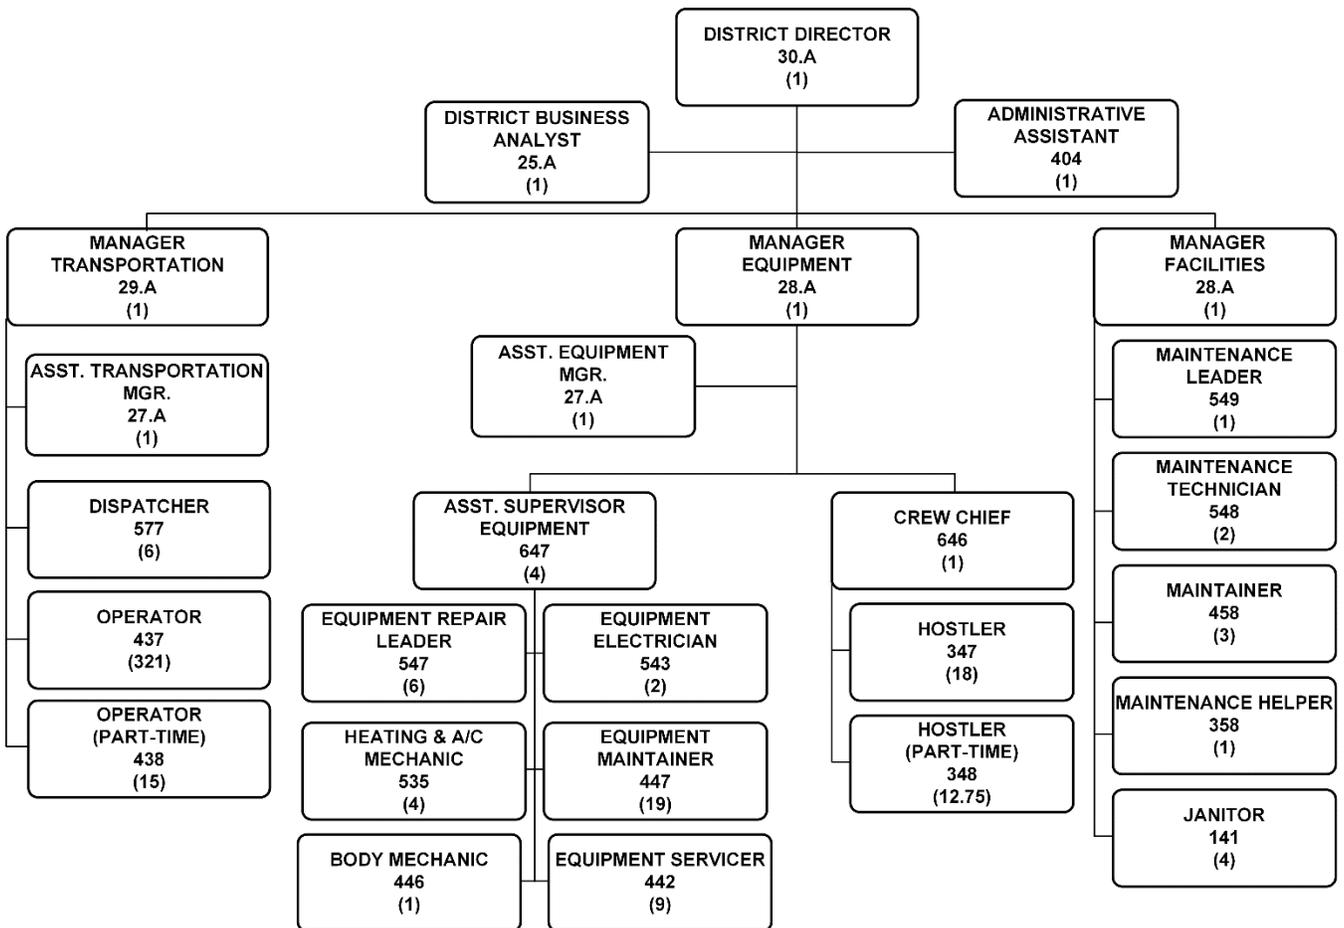 DISTRICT DIRECTOR
30.A
(1)
DISTRICT BUSINESS
ANALYST
25.A
(1)
ADMINISTRATIVE
ASSISTANT
404
(1)
MANAGER
TRANSPORTATION
29.A
(1)
MANAGER
EQUIPMENT
28.A
(1)
MANAGER
FACILITIES
28.A
(1)
ASST. TRANSPORTATION
MGR.
27.A
(1)
DISPATCHER
577
(6)
OPERATOR
437
(321)
OPERATOR
(PART-TIME)
438
(15)
ASST. EQUIPMENT
MGR.
27.A
(1)
ASST. SUPERVISOR
EQUIPMENT
647
(4)
EQUIPMENT REPAIR
LEADER
547
(6)
EQUIPMENT
ELECTRICIAN
543
(2)
HEATING & A/C
MECHANIC
535
(4)
EQUIPMENT
MAINTAINER
447
(19)
BODY MECHANIC
446
(1)
EQUIPMENT SERVICER
442
(9)
CREW CHIEF
646
(1)
HOSTLER
347
(18)
HOSTLER
(PART-TIME)
348
(12.75)
MAINTENANCE
LEADER
549
(1)
MAINTENANCE
TECHNICIAN
548
(2)
MAINTAINER
458
(3)
MAINTENANCE HELPER
358
(1)
JANITOR
141
(4)